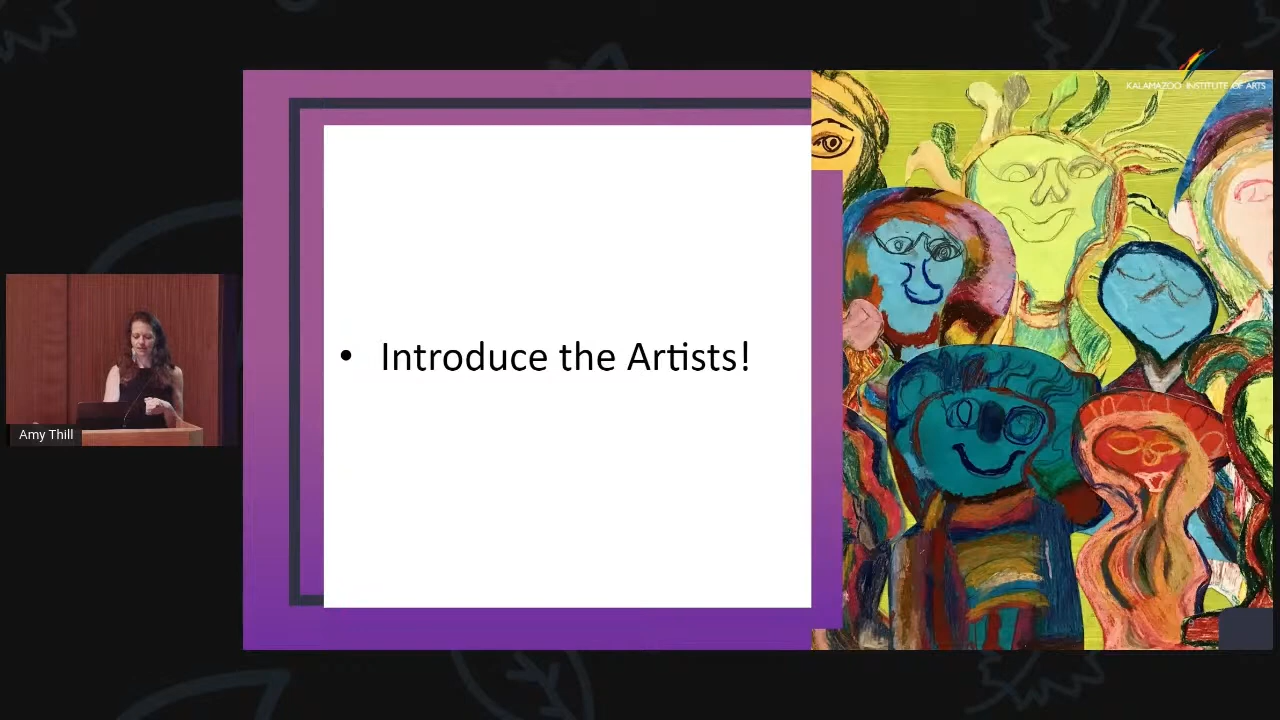 KALAMAZOO INSTITUTE OF ARTS
• Introduce the Artists!
Amy Thill